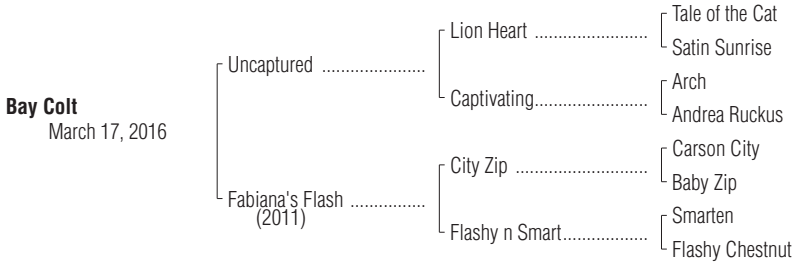 Tale of the Cat
Lion Heart ........................
Satin Sunrise
Uncaptured ......................
Arch
Captivating........................
Andrea Ruckus
Bay Colt
March 17, 2016
Carson City
City Zip ............................
Baby Zip
Fabiana's Flash ................
(2011)
Smarten
Flashy n Smart..................
Flashy Chestnut